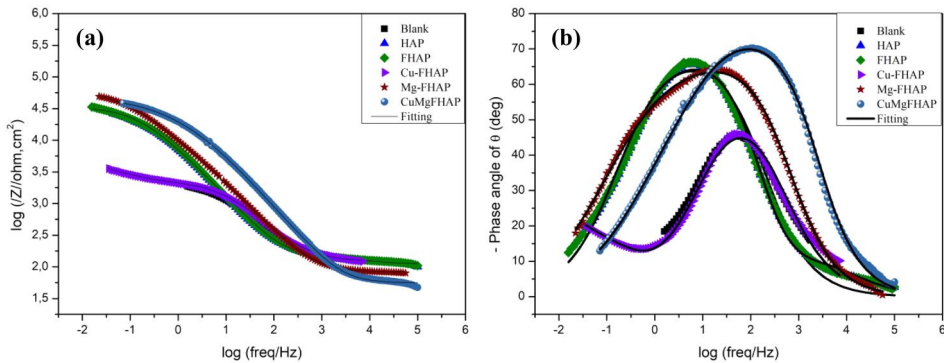 (a)
Blank
HAP
FHAP
Cu-FHAP
Mg-FHAP
CuMgFHAP
Fitting
log (/Z//ohm,cm²)
6,0
5,5
5,0
4,5
4,0
3,5
3,0
2,5
2,0
1,5
-2 -1 0 1 2 3 4 5 6
log (freq/Hz)
(b)
Blank
HAP
FHAP
Cu-FHAP
Mg-FHAP
CuMgFHAP
Fitting
- Phase angle of θ (deg)
80
70
60
50
40
30
20
10
0
-2 -1 0 1 2 3 4 5 6
log (freq/Hz)